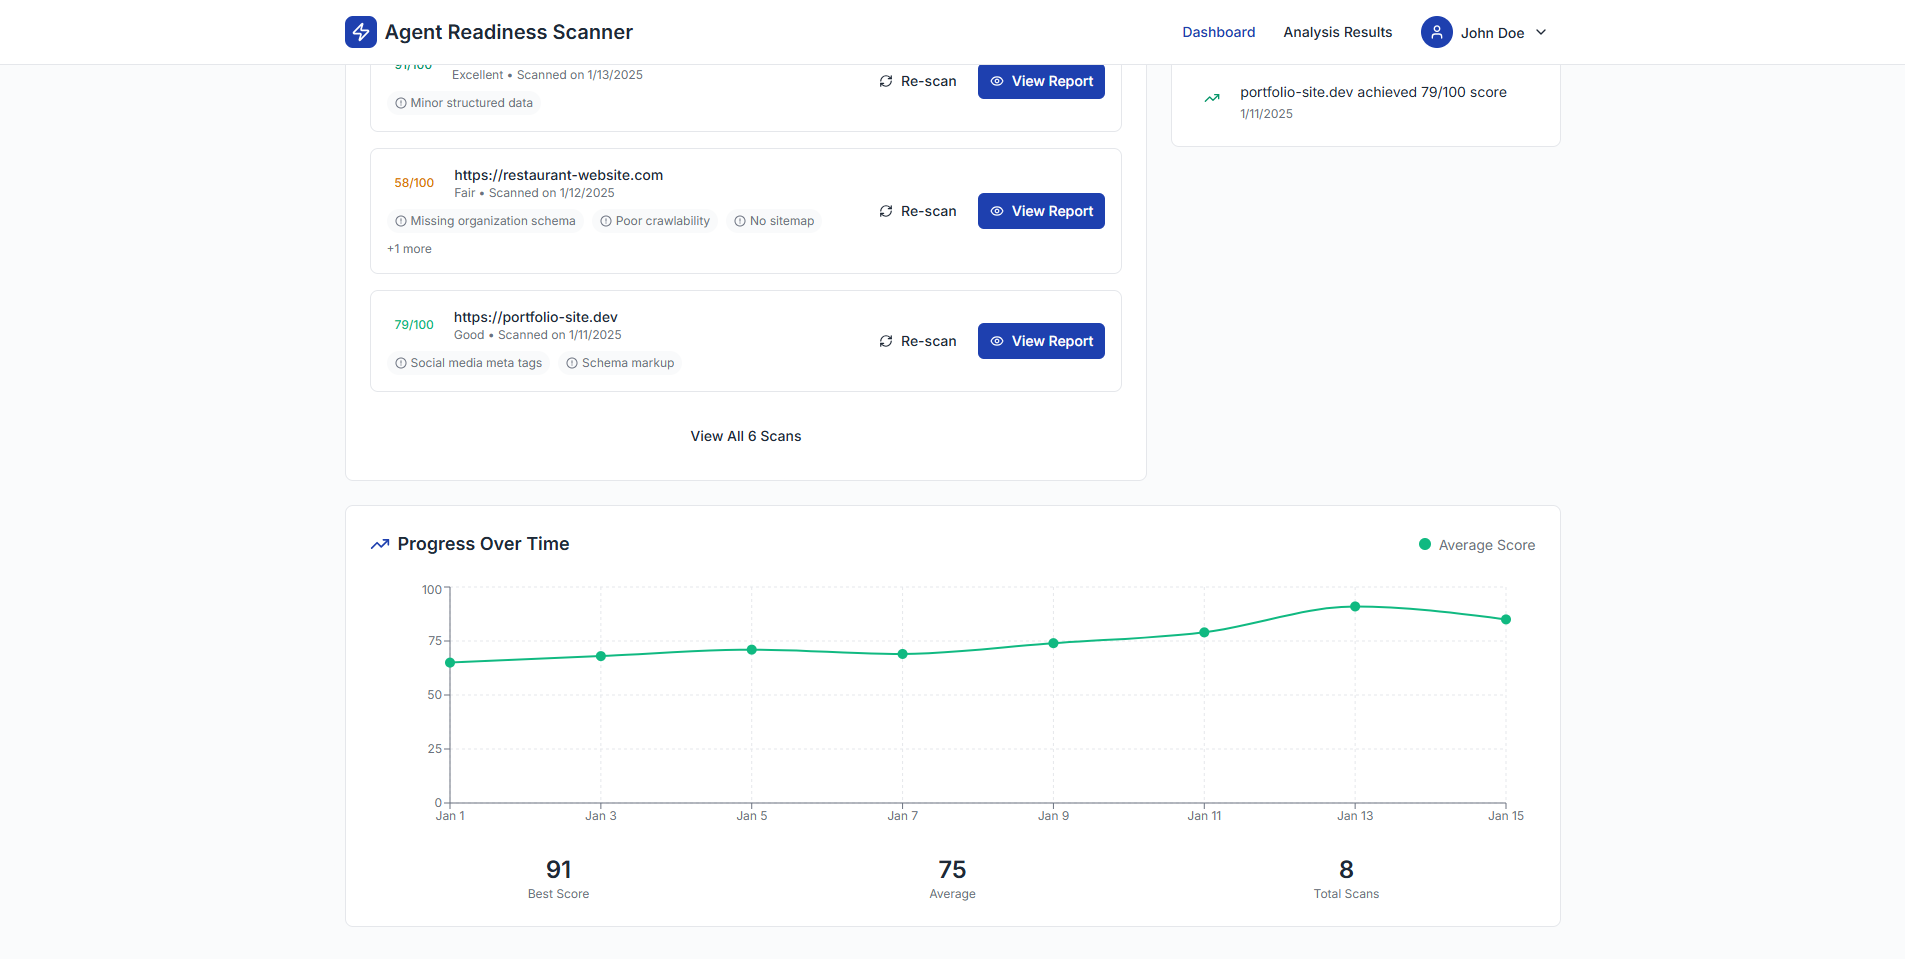 Agent Readiness Scanner
Dashboard
Analysis Results
John Doe
91/100
Excellent • Scanned on 1/13/2025
Minor structured data
Re-scan
View Report
portfolio-site.dev achieved 79/100 score
1/11/2025
58/100
https://restaurant-website.com
Fair • Scanned on 1/12/2025
Missing organization schema
Poor crawlability
No sitemap
+1 more
Re-scan
View Report
79/100
https://portfolio-site.dev
Good • Scanned on 1/11/2025
Social media meta tags
Schema markup
Re-scan
View Report
View All 6 Scans
Progress Over Time
Average Score
100
75
50
25
0
Jan 1
Jan 3
Jan 5
Jan 7
Jan 9
Jan 11
Jan 13
Jan 15
91
Best Score
75
Average
8
Total Scans